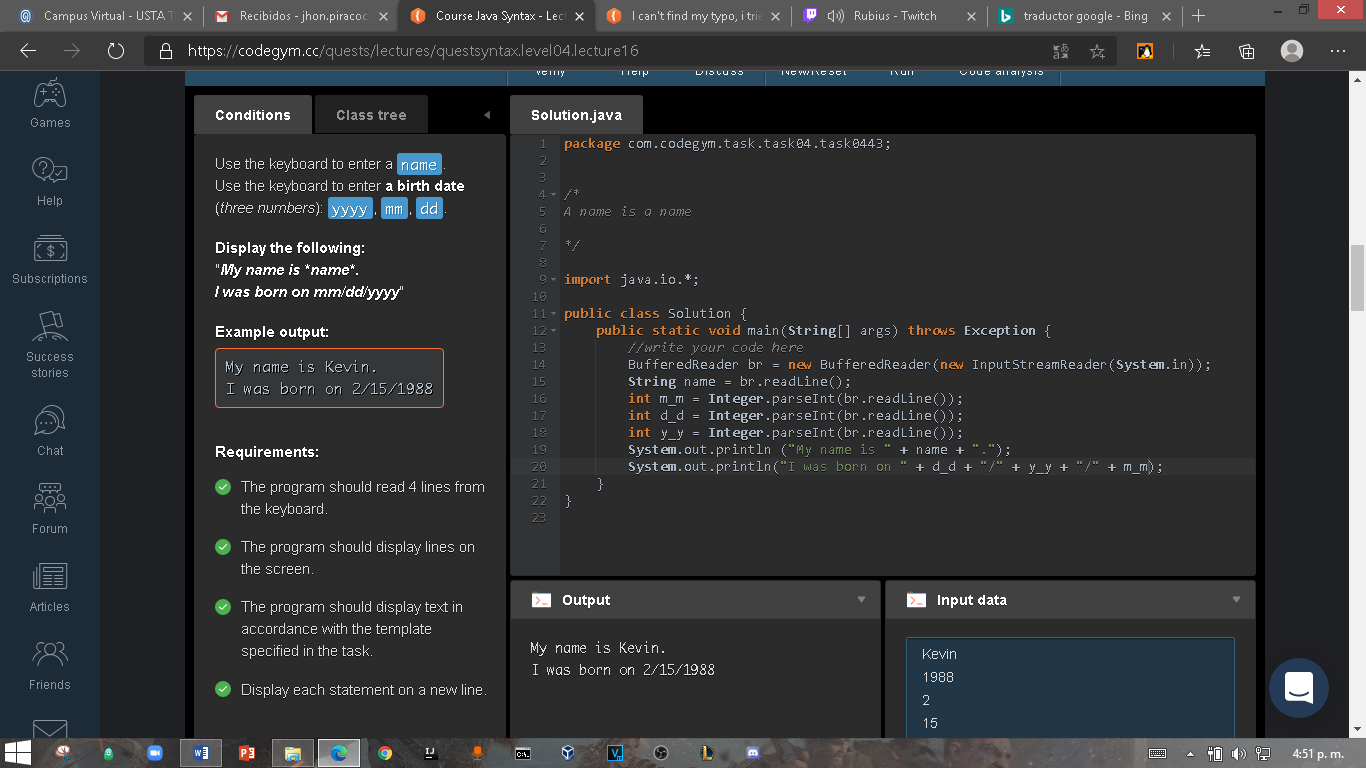 Campus Virtual - USTA T
Recibidos - jhon.piracoc
Course Java Syntax - Lec
I can't find my typo, i trie
Rubius - Twitch
traductor google - Bing
https://codegym.cc/quests/lectures/questsyntax.level04.lecture16
Verify Help Discuss New/Reset Run Code analysis
Games
Help
Subscriptions
Success
stories
Chat
Forum
Articles
Friends
Conditions
Class tree
Use the keyboard to enter a name.
Use the keyboard to enter a birth date
(three numbers): yyyy, mm, dd.
Display the following:
"My name is *name*.
I was born on mm/dd/yyyy"
Example output:
My name is Kevin.
I was born on 2/15/1988
Requirements:
The program should read 4 lines from
the keyboard.
The program should display lines on
the screen.
The program should display text in
accordance with the template
specified in the task.
Display each statement on a new line.
Solution.java
1 package com.codegym.task.task04.task0443;
2
3
4 /*
5 A name is a name
6
7 */
8
9 import java.io.*;
10
11 public class Solution {
12 public static void main(String[] args) throws Exception {
13 //write your code here
14 BufferedReader br = new BufferedReader(new InputStreamReader(System.in));
15 String name = br.readLine();
16 int m_m = Integer.parseInt(br.readLine());
17 int d_d = Integer.parseInt(br.readLine());
18 int y_y = Integer.parseInt(br.readLine());
19 System.out.println ("My name is " + name + ".");
20 System.out.println("I was born on " + d_d + "/" + y_y + "/" + m_m);
21 }
22 }
23
Output
My name is Kevin.
I was born on 2/15/1988
Input data
Kevin
1988
2
15
4:51 p. m.